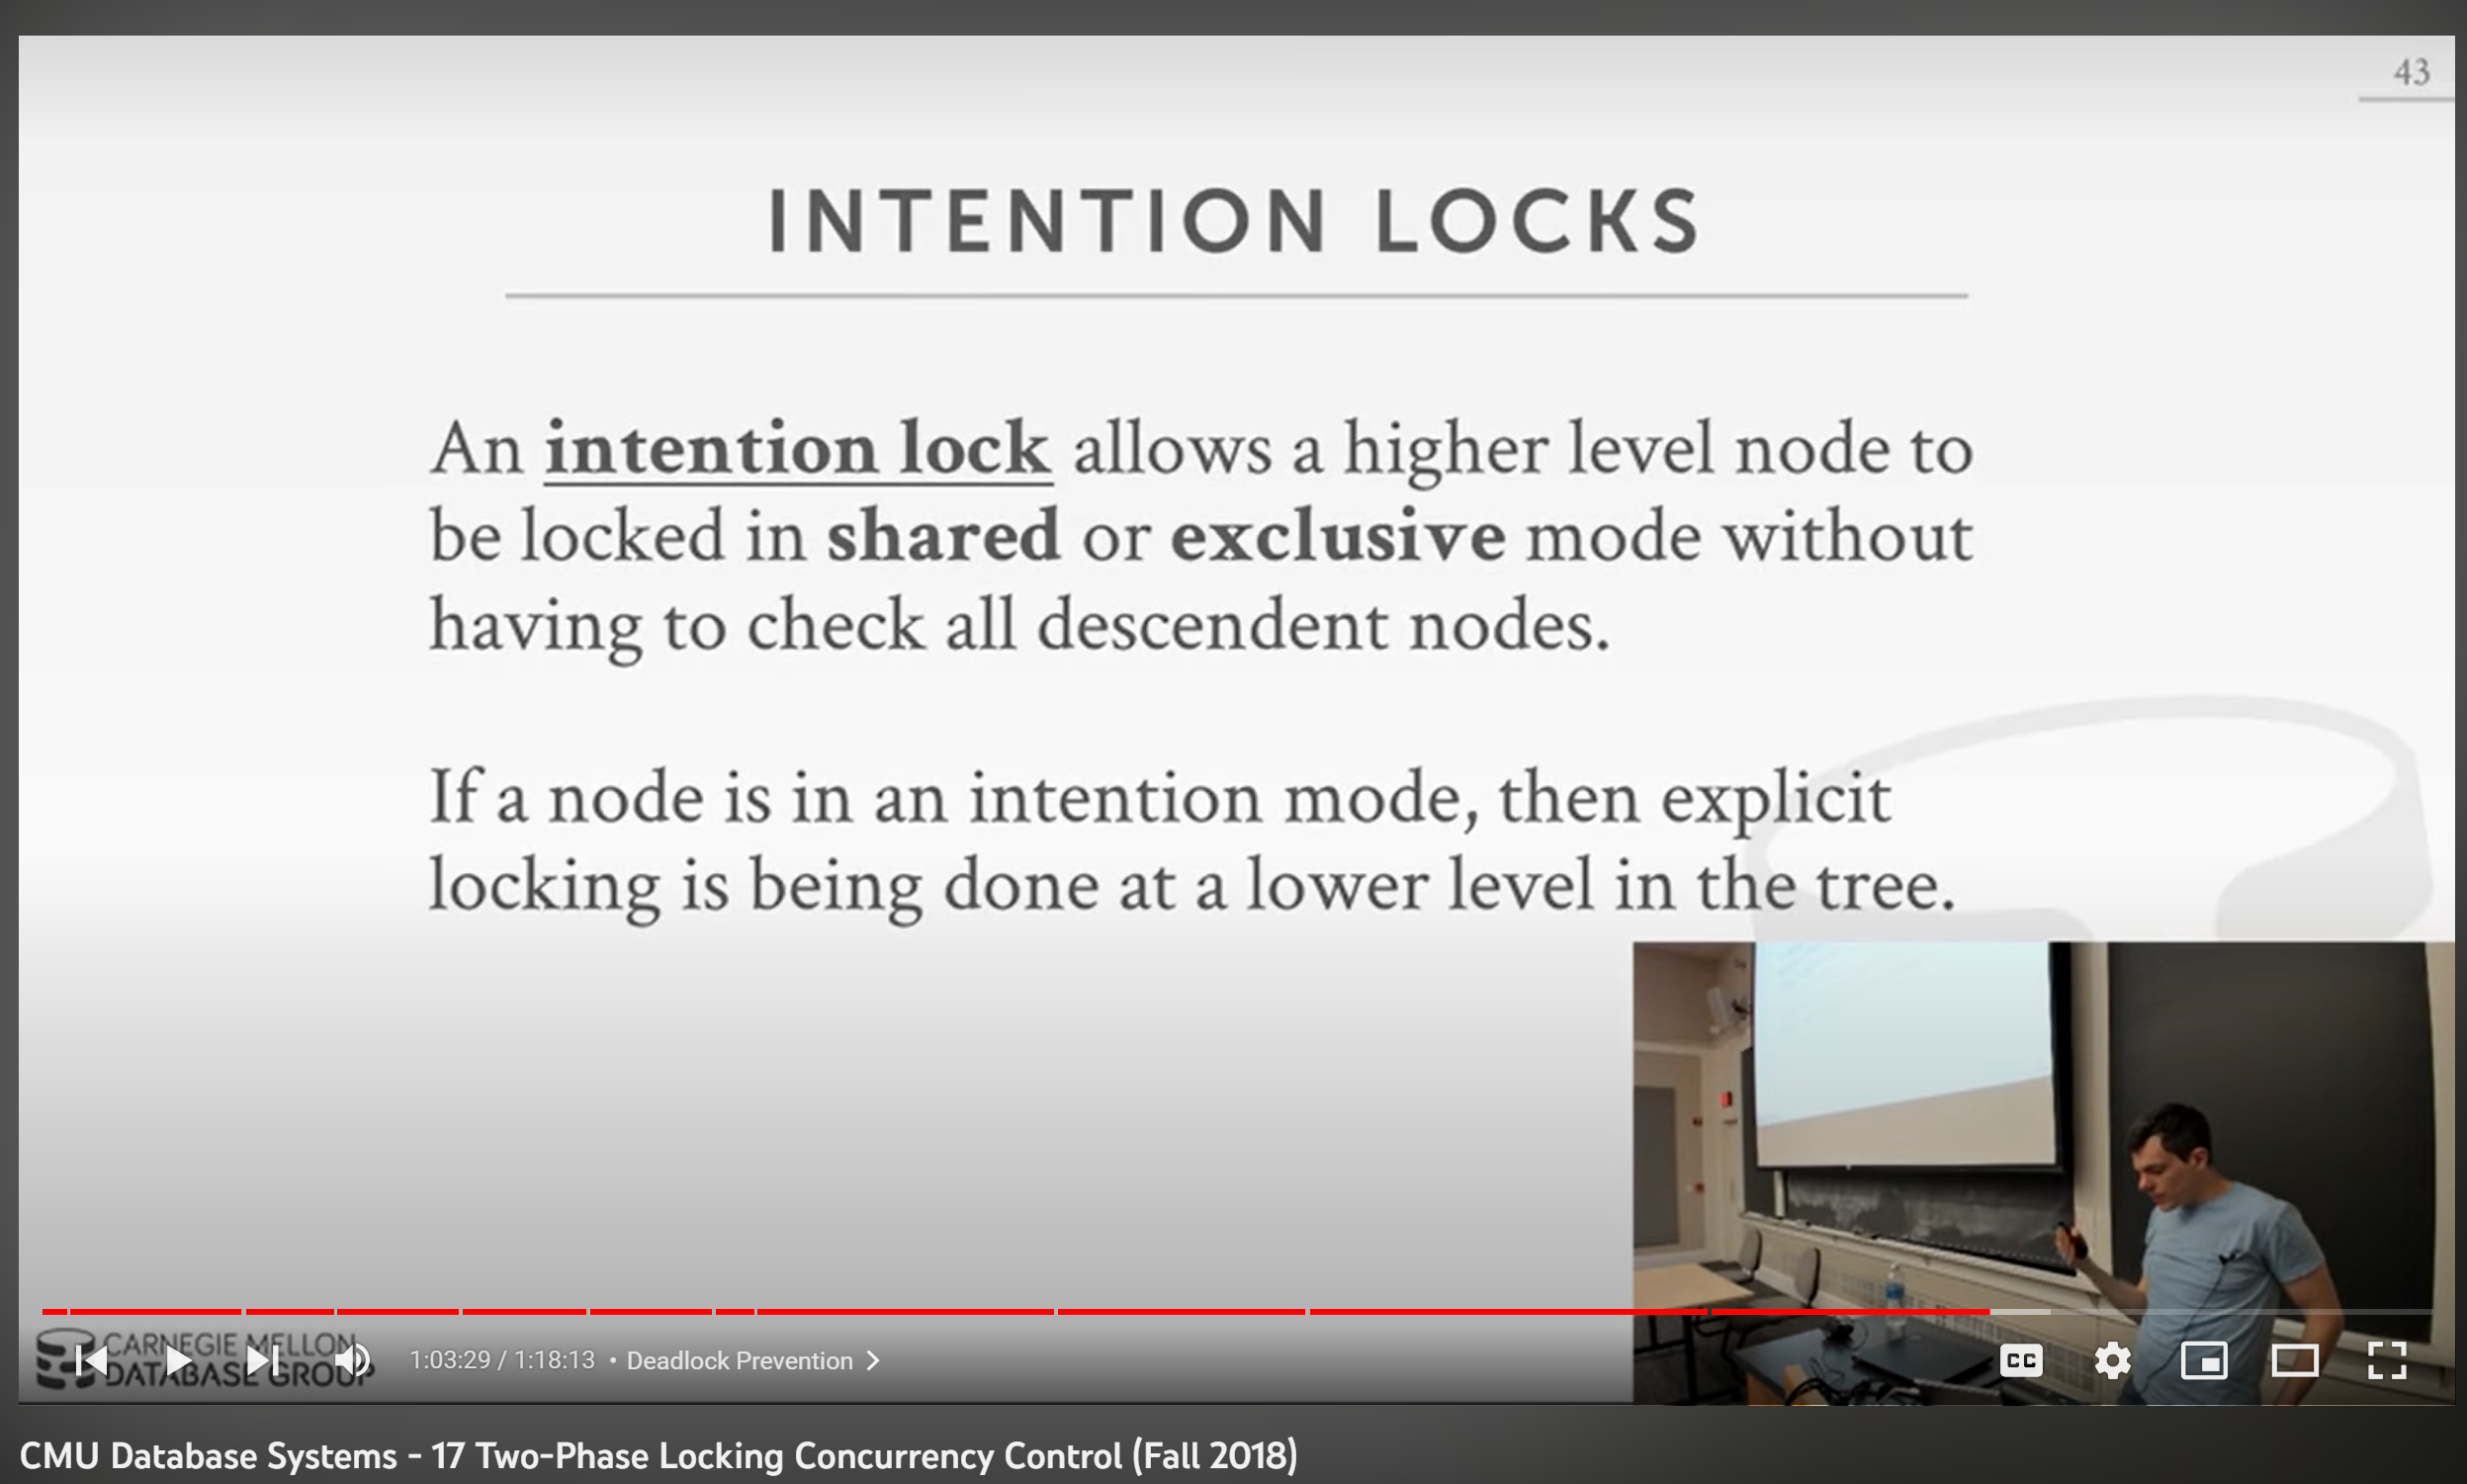 43
INTENTION LOCKS
An intention lock allows a higher level node to
be locked in shared or exclusive mode without
having to check all descendent nodes.
If a node is in an intention mode, then explicit
locking is being done at a lower level in the tree.
CARNEGIE MELLON
DATABASE GROUP
1:03:29 / 1:18:13 • Deadlock Prevention
CC
CMU Database Systems - 17 Two-Phase Locking Concurrency Control (Fall 2018)